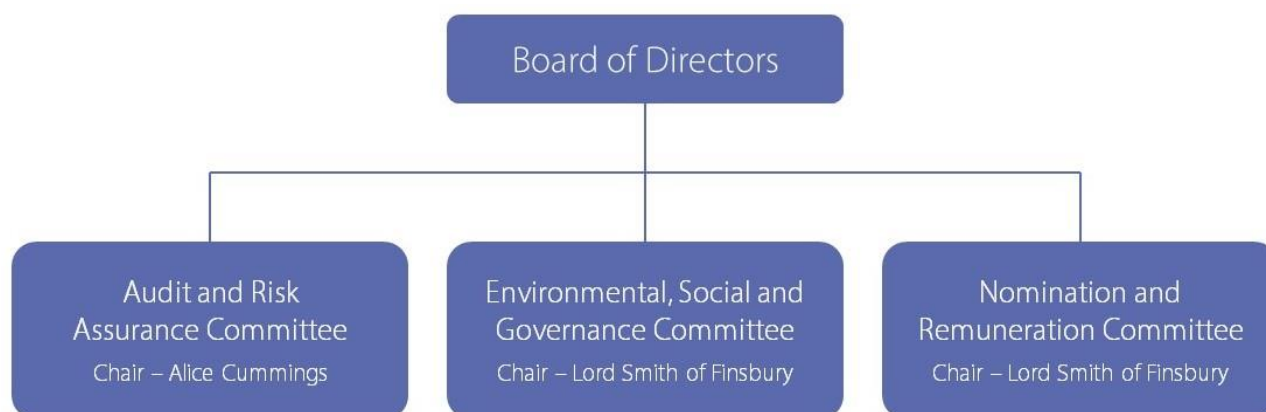 Board of Directors
Audit and Risk
Assurance Committee
Chair – Alice Cummings
Environmental, Social and
Governance Committee
Chair – Lord Smith of Finsbury
Nomination and
Remuneration Committee
Chair – Lord Smith of Finsbury